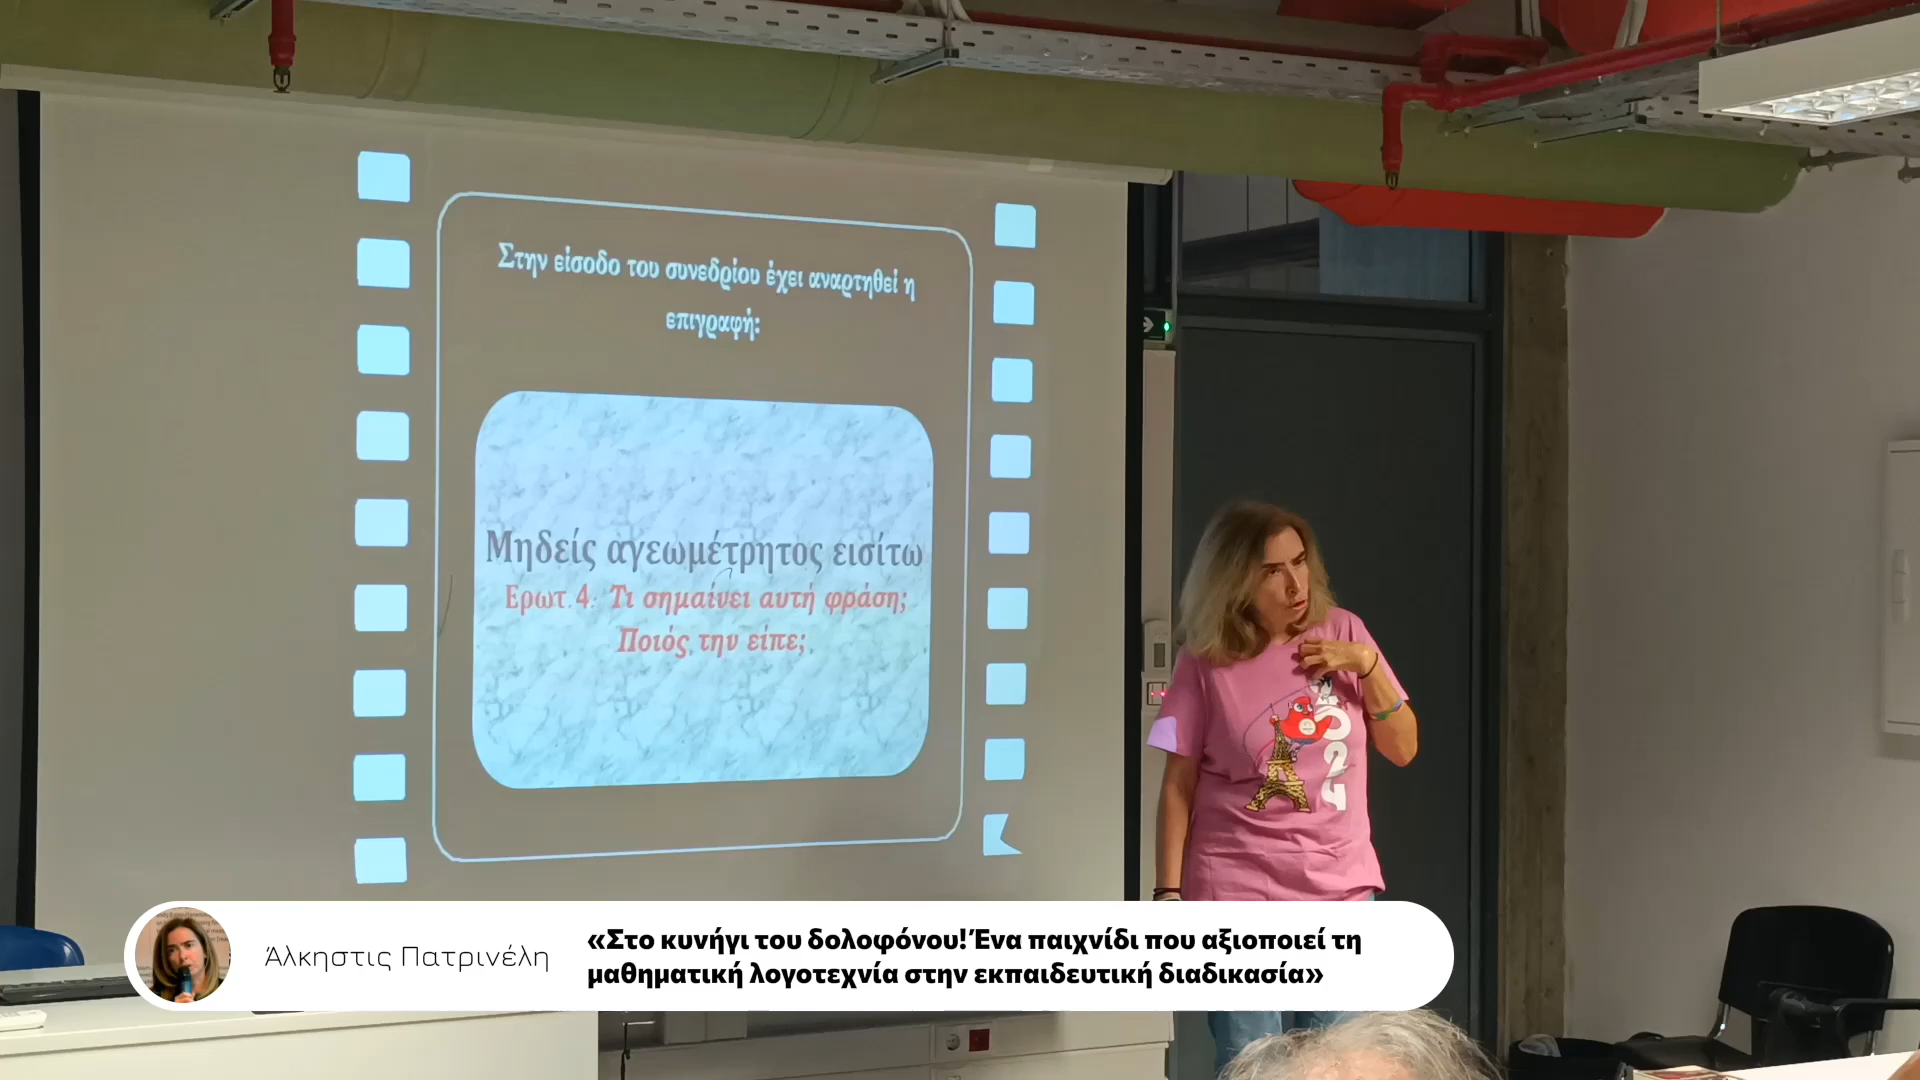 Στην είσοδο του συνεδρίου έχει αναρτηθεί η
επιγραφή:
Μηδείς αγεωμέτρητος εισίτω
Ερωτ. 4: Τι σημαίνει αυτή φράση;
Ποιός την είπε;
2024
Άλκηστις Πατρινέλη
«Στο κυνήγι του δολοφόνου! Ένα παιχνίδι που αξιοποιεί τη
μαθηματική λογοτεχνία στην εκπαιδευτική διαδικασία»